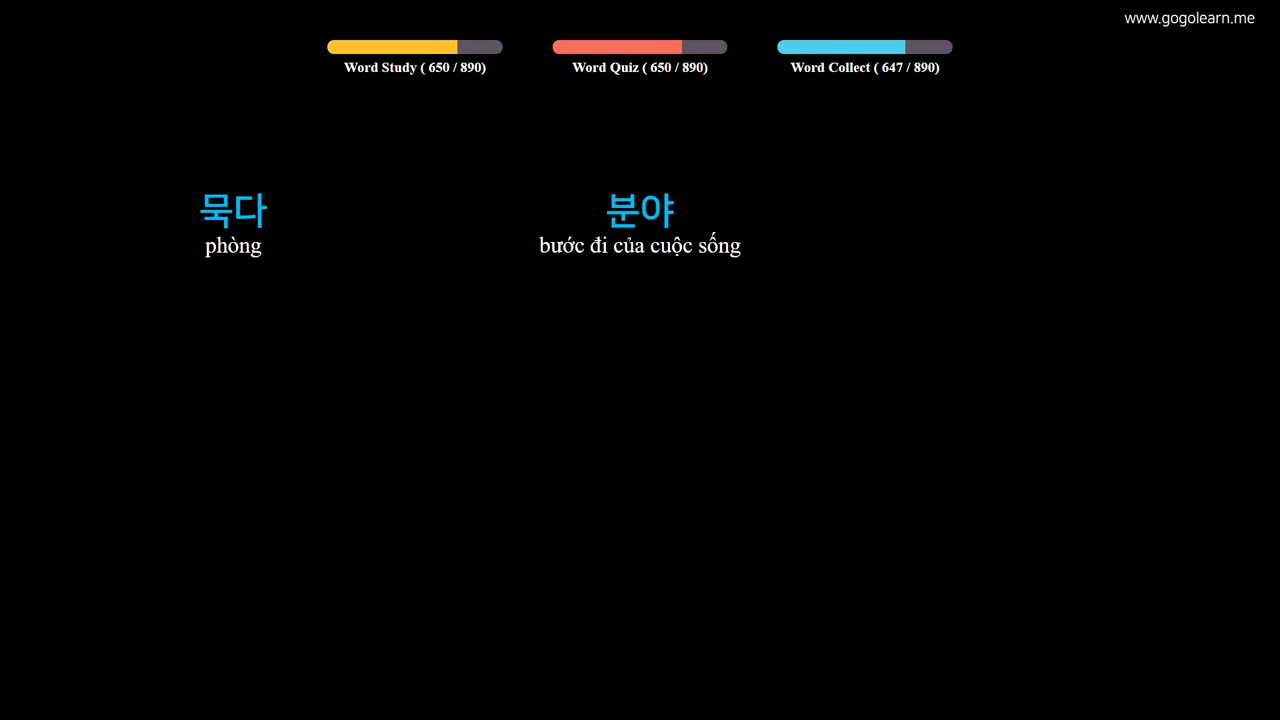 www.gogolearn.me
Word Study ( 650 / 890)
Word Quiz ( 650 / 890)
Word Collect ( 647 / 890)
묵다
phòng
분야
bước đi của cuộc sống